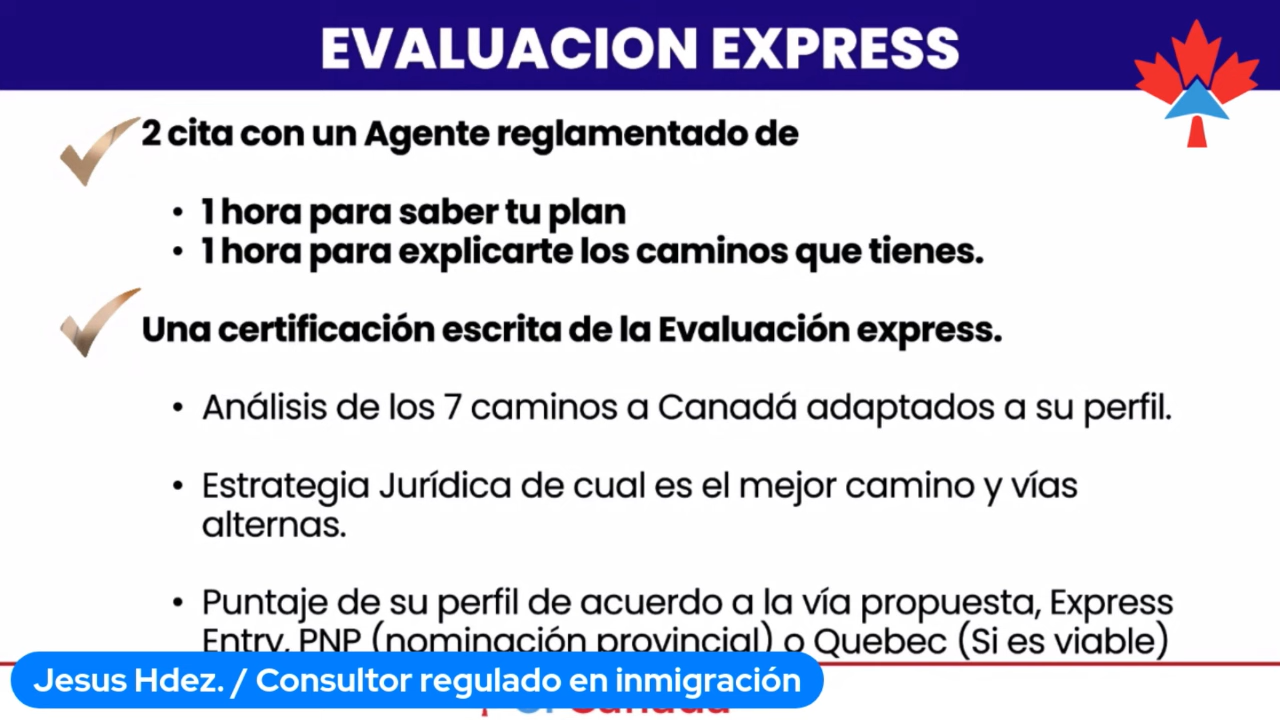 EVALUACION EXPRESS
2 cita con un Agente reglamentado de
• 1 hora para saber tu plan
• 1 hora para explicarte los caminos que tienes.
Una certificación escrita de la Evaluación express.
• Análisis de los 7 caminos a Canadá adaptados a su perfil.
• Estrategia Jurídica de cual es el mejor camino y vías
alternas.
• Puntaje de su perfil de acuerdo a la vía propuesta, Express
Entry, PNP (nominación provincial) o Quebec (Si es viable)
Jesus Hdez. / Consultor regulado en inmigración